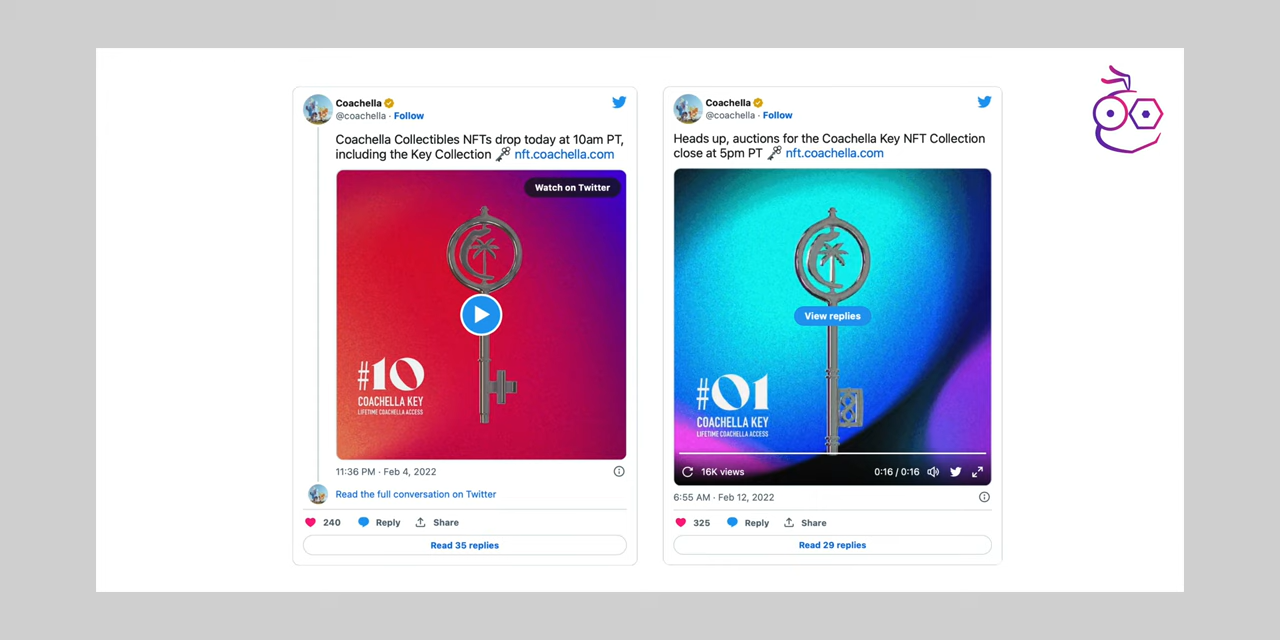 Coachella
@coachella · Follow
Coachella Collectibles NFTs drop today at 10am PT,
including the Key Collection 🗝 nft.coachella.com
Watch on Twitter
#10
COACHELLA KEY
LIFETIME COACHELLA ACCESS
11:36 PM · Feb 4, 2022
Read the full conversation on Twitter
240 Reply Share
Read 35 replies
Coachella
@coachella · Follow
Heads up, auctions for the Coachella Key NFT Collection
close at 5pm PT 🗝 nft.coachella.com
View replies
#01
COACHELLA KEY
LIFETIME COACHELLA ACCESS
16K views 0:16 / 0:16
6:55 AM · Feb 12, 2022
325 Reply Share
Read 29 replies